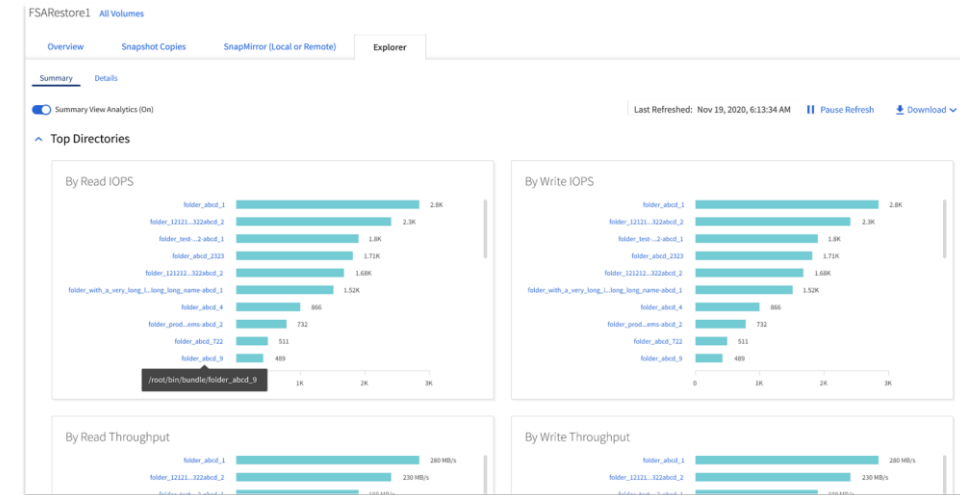 FSARestore1 All Volumes
Overview Snapshot Copies SnapMirror (Local or Remote) Explorer
Summary Details
Summary View Analytics (On)
Last Refreshed: Nov 19, 2020, 6:13:34 AM Pause Refresh Download
Top Directories
By Read IOPS
folder_abcd_1 2.8K
folder_12121...322abcd_2 2.3K
folder_test-...2-abcd_1 1.8K
folder_abcd_2323 1.71K
folder_121212...322abcd_2 1.68K
folder_with_a_very_long_l...long_long_name-abcd_1 1.52K
folder_abcd_4 866
folder_prod...ems-abcd_2 732
folder_abcd_722 511
folder_abcd_9 489
/root/bin/bundle/folder_abcd_9
1K 2K 3K
By Write IOPS
folder_abcd_1 2.8K
folder_12121...322abcd_2 2.3K
folder_test-...2-abcd_1 1.8K
folder_abcd_2323 1.71K
folder_121212...322abcd_2 1.68K
folder_with_a_very_long_l...long_long_name-abcd_1 1.52K
folder_abcd_4 866
folder_prod...ems-abcd_2 732
folder_abcd_722 511
folder_abcd_9 489
0 1K 2K 3K
By Read Throughput
folder_abcd_1 280 MB/s
folder_12121...322abcd_2 230 MB/s
By Write Throughput
folder_abcd_1 280 MB/s
folder_12121...322abcd_2 230 MB/s